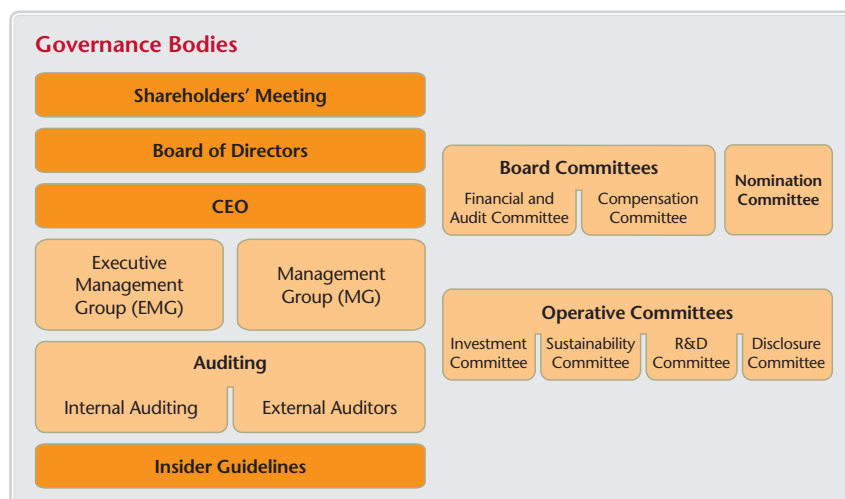 Governance Bodies
Shareholders’ Meeting
Board of Directors
CEO
Executive
Management
Group (EMG)
Management
Group (MG)
Auditing
Internal Auditing
External Auditors
Insider Guidelines
Board Committees
Financial and
Audit Committee
Compensation
Committee
Nomination
Committee
Operative Committees
Investment
Committee
Sustainability
Committee
R&D
Committee
Disclosure
Committee